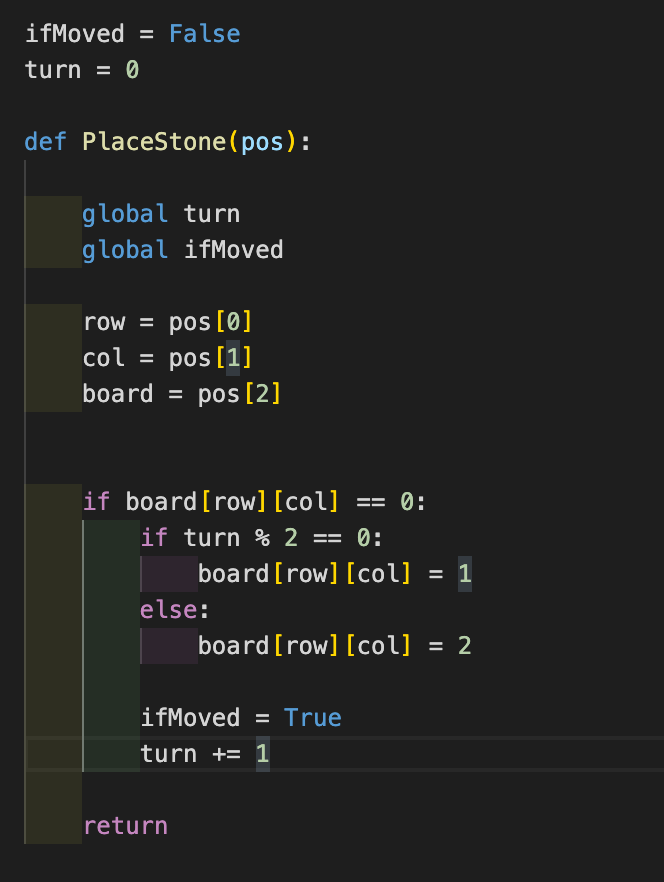 ifMoved = False
turn = 0
def PlaceStone(pos):
    global turn
    global ifMoved
    row = pos[0]
    col = pos[1]
    board = pos[2]
    if board[row][col] == 0:
        if turn % 2 == 0:
            board[row][col] = 1
        else:
            board[row][col] = 2
        ifMoved = True
        turn += 1
    return